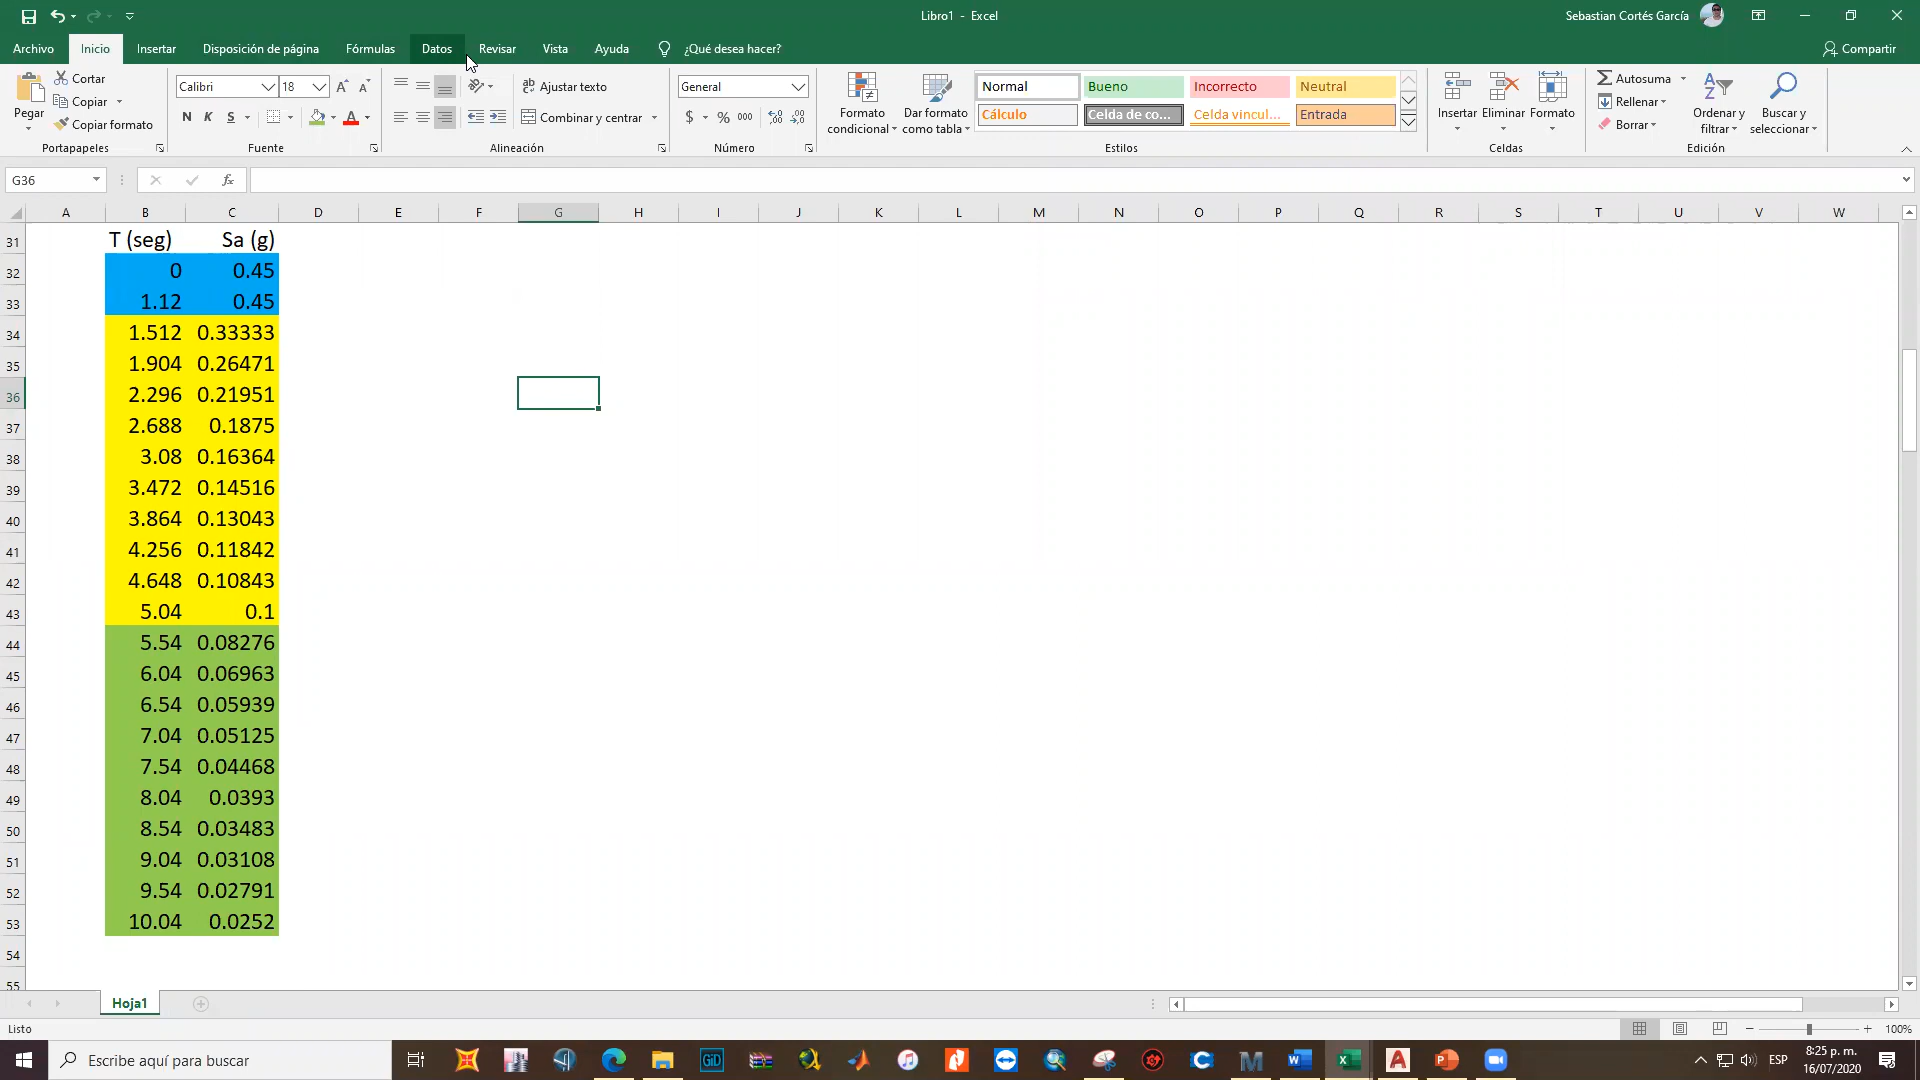 Libro1 - Excel
Sebastian Cortés García
Archivo Inicio Insertar Disposición de página Fórmulas Datos Revisar Vista Ayuda ¿Qué desea hacer? Compartir
Pegar
Cortar
Copiar
Copiar formato
Portapapeles
Calibri 18
N K S
Fuente
Ajustar texto
Combinar y centrar
Alineación
General
$ % 000
Número
Formato condicional
Dar formato como tabla
Normal Bueno Incorrecto Neutral
Cálculo Celda de co... Celda vincul... Entrada
Estilos
Insertar Eliminar Formato
Celdas
Autosuma
Rellenar
Borrar
Ordenar y filtrar
Buscar y seleccionar
Edición
G36 fx
A B C D E F G H I J K L M N O P Q R S T U V W
31 T (seg) Sa (g)
32 0 0.45
33 1.12 0.45
34 1.512 0.33333
35 1.904 0.26471
36 2.296 0.21951
37 2.688 0.1875
38 3.08 0.16364
39 3.472 0.14516
40 3.864 0.13043
41 4.256 0.11842
42 4.648 0.10843
43 5.04 0.1
44 5.54 0.08276
45 6.04 0.06963
46 6.54 0.05939
47 7.04 0.05125
48 7.54 0.04468
49 8.04 0.0393
50 8.54 0.03483
51 9.04 0.03108
52 9.54 0.02791
53 10.04 0.0252
54
55
Hoja1
Listo
100%
Escribe aquí para buscar
GiD
ESP
8:25 p. m.
16/07/2020